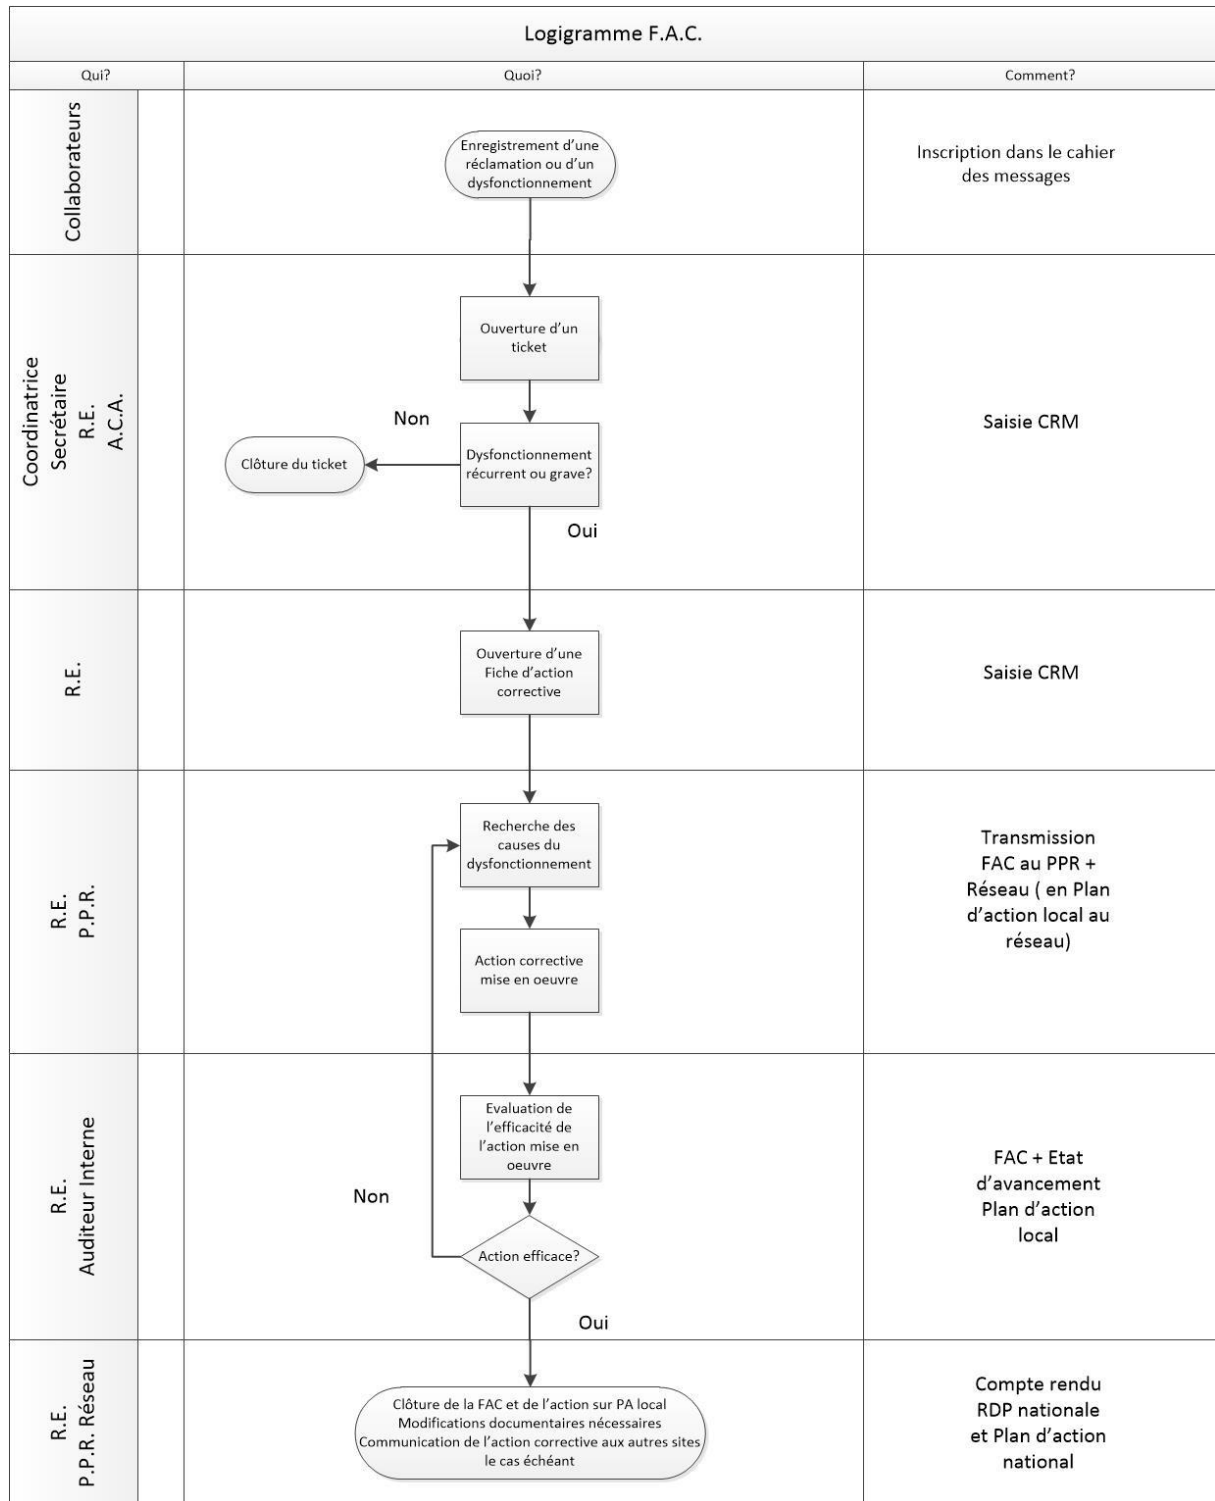 Logigramme F.A.C.
Qui?
Quoi?
Comment?
Collaborateurs
Enregistrement d’une
réclamation ou d’un
dysfonctionnement
Inscription dans le cahier
des messages
Coordinatrice
Secrétaire
R.E.
A.C.A.
Ouverture d’un
ticket
Non
Clôture du ticket
Dysfonctionnement
récurrent ou grave?
Oui
Saisie CRM
R.E.
Ouverture d’une
Fiche d’action
corrective
Saisie CRM
R.E.
P.P.R.
Recherche des
causes du
dysfonctionnement
Action corrective
mise en oeuvre
Transmission
FAC au PPR +
Réseau ( en Plan
d’action local au
réseau)
R.E.
Auditeur Interne
Evaluation de
l’efficacité de
l’action mise en
oeuvre
Non
Action efficace?
Oui
FAC + Etat
d’avancement
Plan d’action
local
R.E.
P.P.R. Réseau
Clôture de la FAC et de l’action sur PA local
Modifications documentaires nécessaires
Communication de l’action corrective aux autres sites
le cas échéant
Compte rendu
RDP nationale
et Plan d’action
national